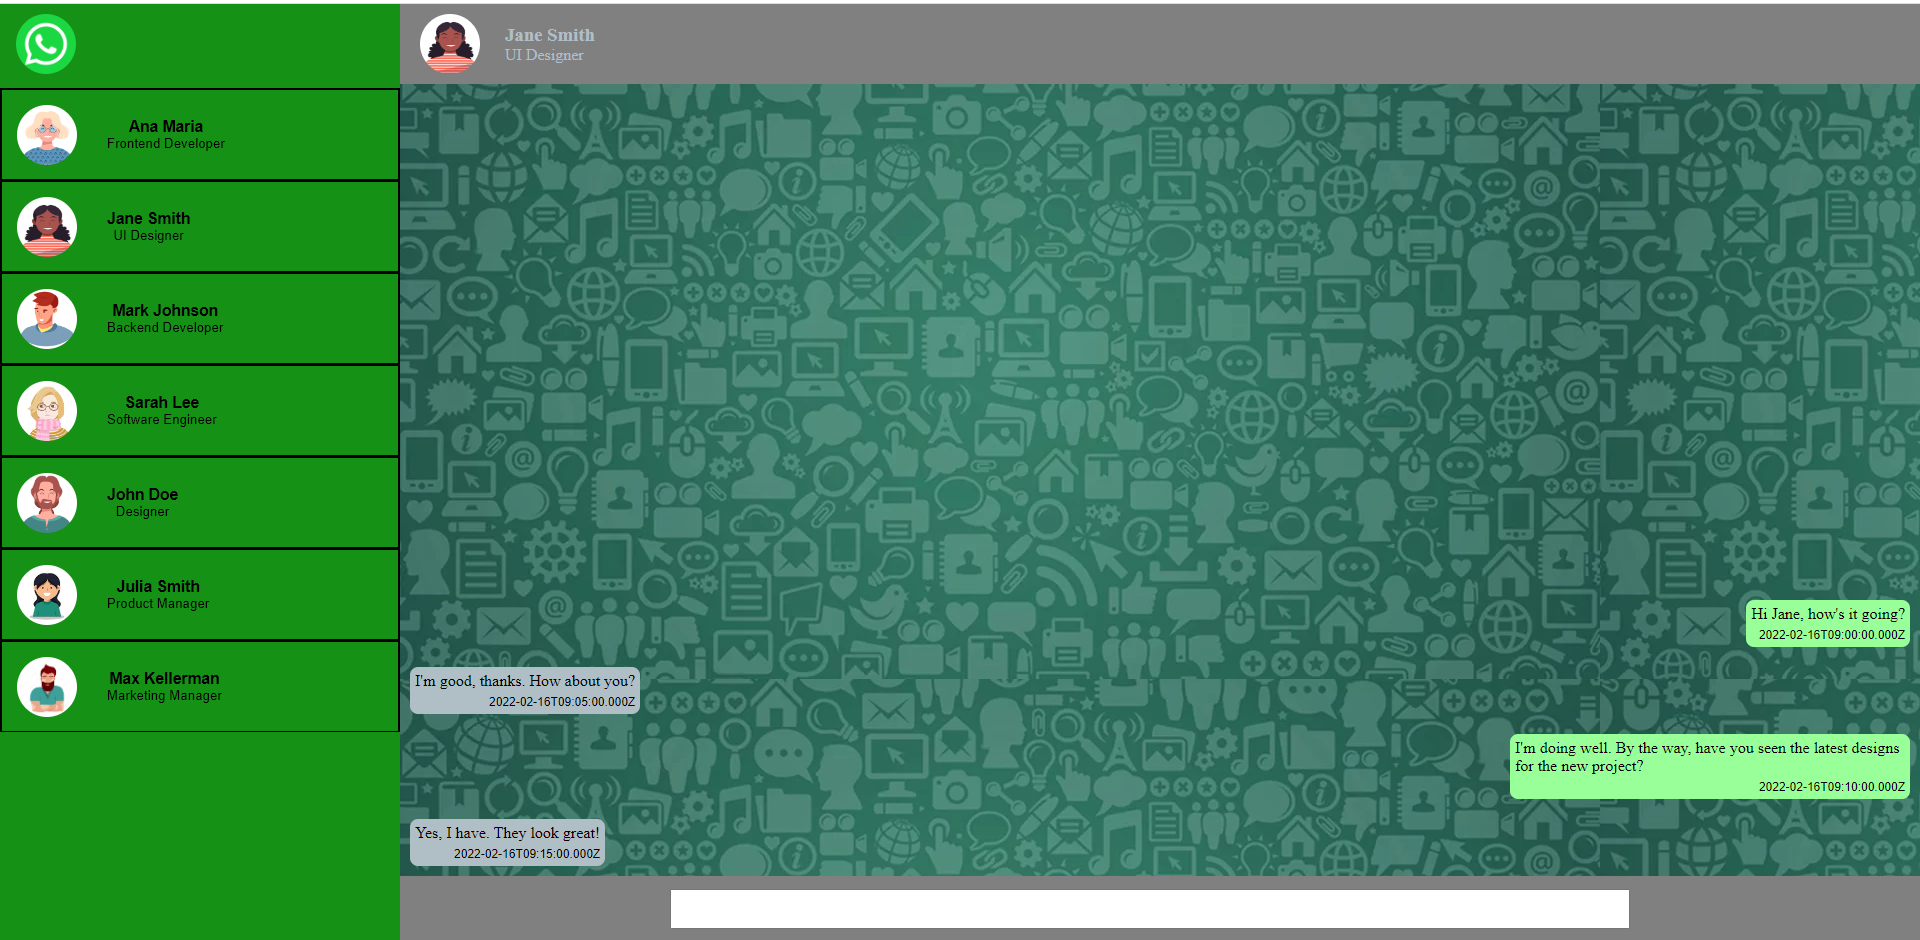 Ana Maria
Frontend Developer
Jane Smith
UI Designer
Mark Johnson
Backend Developer
Sarah Lee
Software Engineer
John Doe
Designer
Julia Smith
Product Manager
Max Kellerman
Marketing Manager
Jane Smith
UI Designer
Hi Jane, how's it going?
2022-02-16T09:00:00.000Z
I'm good, thanks. How about you?
2022-02-16T09:05:00.000Z
I'm doing well. By the way, have you seen the latest designs
for the new project?
2022-02-16T09:10:00.000Z
Yes, I have. They look great!
2022-02-16T09:15:00.000Z